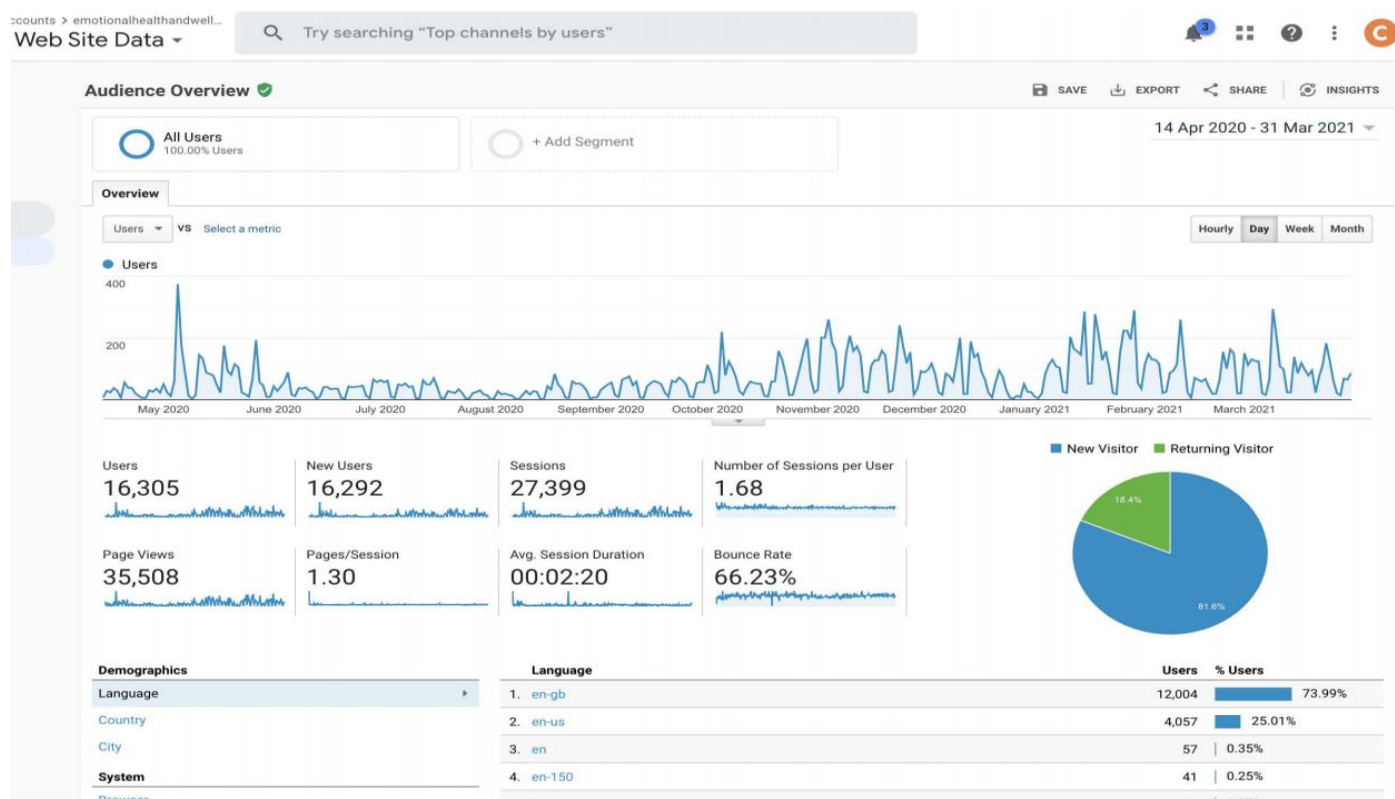 ccounts > emotionalhealthandwell...
Web Site Data
Try searching "Top channels by users"
3
C
Audience Overview
SAVE EXPORT SHARE INSIGHTS
All Users
100.00% Users
+ Add Segment
14 Apr 2020 - 31 Mar 2021
Overview
Users VS Select a metric
Hourly Day Week Month
Users
400
200
May 2020 June 2020 July 2020 August 2020 September 2020 October 2020 November 2020 December 2020 January 2021 February 2021 March 2021
New Visitor Returning Visitor
Users New Users Sessions Number of Sessions per User
16,305 16,292 27,399 1.68
18.4%
Page Views Pages/Session Avg. Session Duration Bounce Rate
35,508 1.30 00:02:20 66.23%
81.6%
Demographics Language Users % Users
Language 1. en-gb 12,004 73.99%
Country 2. en-us 4,057 25.01%
City 3. en 57 0.35%
System 4. en-150 41 0.25%